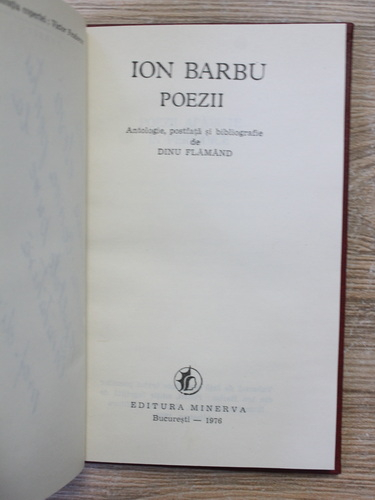 ION BARBU
POEZII
Antologie, postfață și bibliografie
de
DINU FLĂMÂND
EDITURA MINERVA
București — 1976